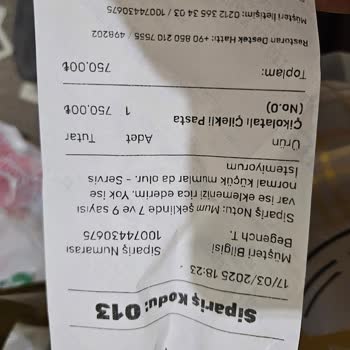 Sipariş Kodu: 013
17/03/2025 18:23
Müşteri Bilgisi Sipariş Numarası
Begench T. 10074430675
Sipariş Notu: Mum şeklinde 7 ve 9 sayısı
var ise eklemenizi rica ederim. Yok ise
normal küçük mumlar da olur. - Servis
İstemiyorum
Ürün Adet Tutar
Çikolatalı Çilekli Pasta 1 750.00₺
(No.0)
Toplam: 750.00₺
Restoran Destek Hattı: +90 850 210 7555 / 498202
Müşteri İletişim: 0212 365 34 03 / 10074430675